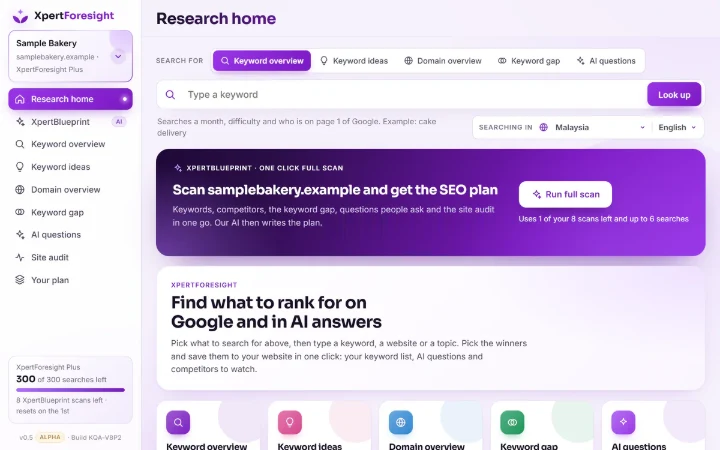 XpertForesight
Sample Bakery
samplebakery.example ·
XpertForesight Plus
Research home
XpertBlueprint AI
Keyword overview
Keyword ideas
Domain overview
Keyword gap
AI questions
Site audit
Your plan
XpertForesight Plus
300 of 300 searches left
8 XpertBlueprint scans left ·
resets on the 1st
v0.5 ALPHA · Build KQA-V8P2
Research home
SEARCH FOR Keyword overview Keyword ideas Domain overview Keyword gap AI questions
Type a keyword Look up
Searches a month, difficulty and who is on page 1 of Google. Example: cake
delivery
SEARCHING IN Malaysia English
XPERTBLUEPRINT · ONE CLICK FULL SCAN
Scan samplebakery.example and get the SEO plan
Keywords, competitors, the keyword gap, questions people ask and the site audit
in one go. Our AI then writes the plan.
Run full scan
Uses 1 of your 8 scans left and up to 6 searches
XPERTFORESIGHT
Find what to rank for on
Google and in AI answers
Pick what to search for above, then type a keyword, a website or a topic. Pick the winners
and save them to your website in one click: your keyword list, AI questions and
competitors to watch.
Keyword overview Keyword ideas Domain overview Keyword gap AI questions